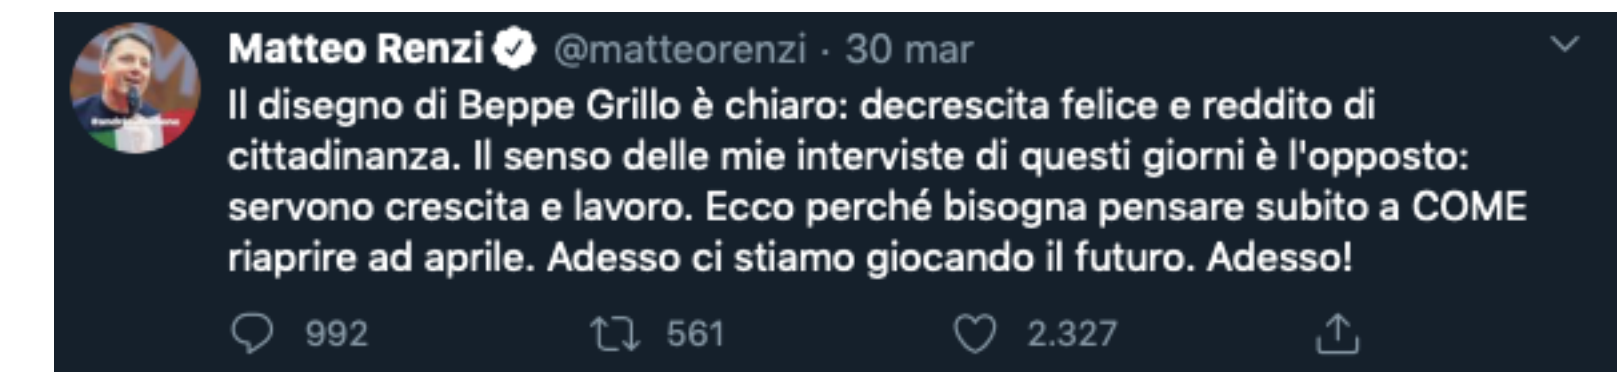 Matteo Renzi @matteorenzi · 30 mar
Il disegno di Beppe Grillo è chiaro: decrescita felice e reddito di
cittadinanza. Il senso delle mie interviste di questi giorni è l'opposto:
servono crescita e lavoro. Ecco perché bisogna pensare subito a COME
riaprire ad aprile. Adesso ci stiamo giocando il futuro. Adesso!
992 561 2.327